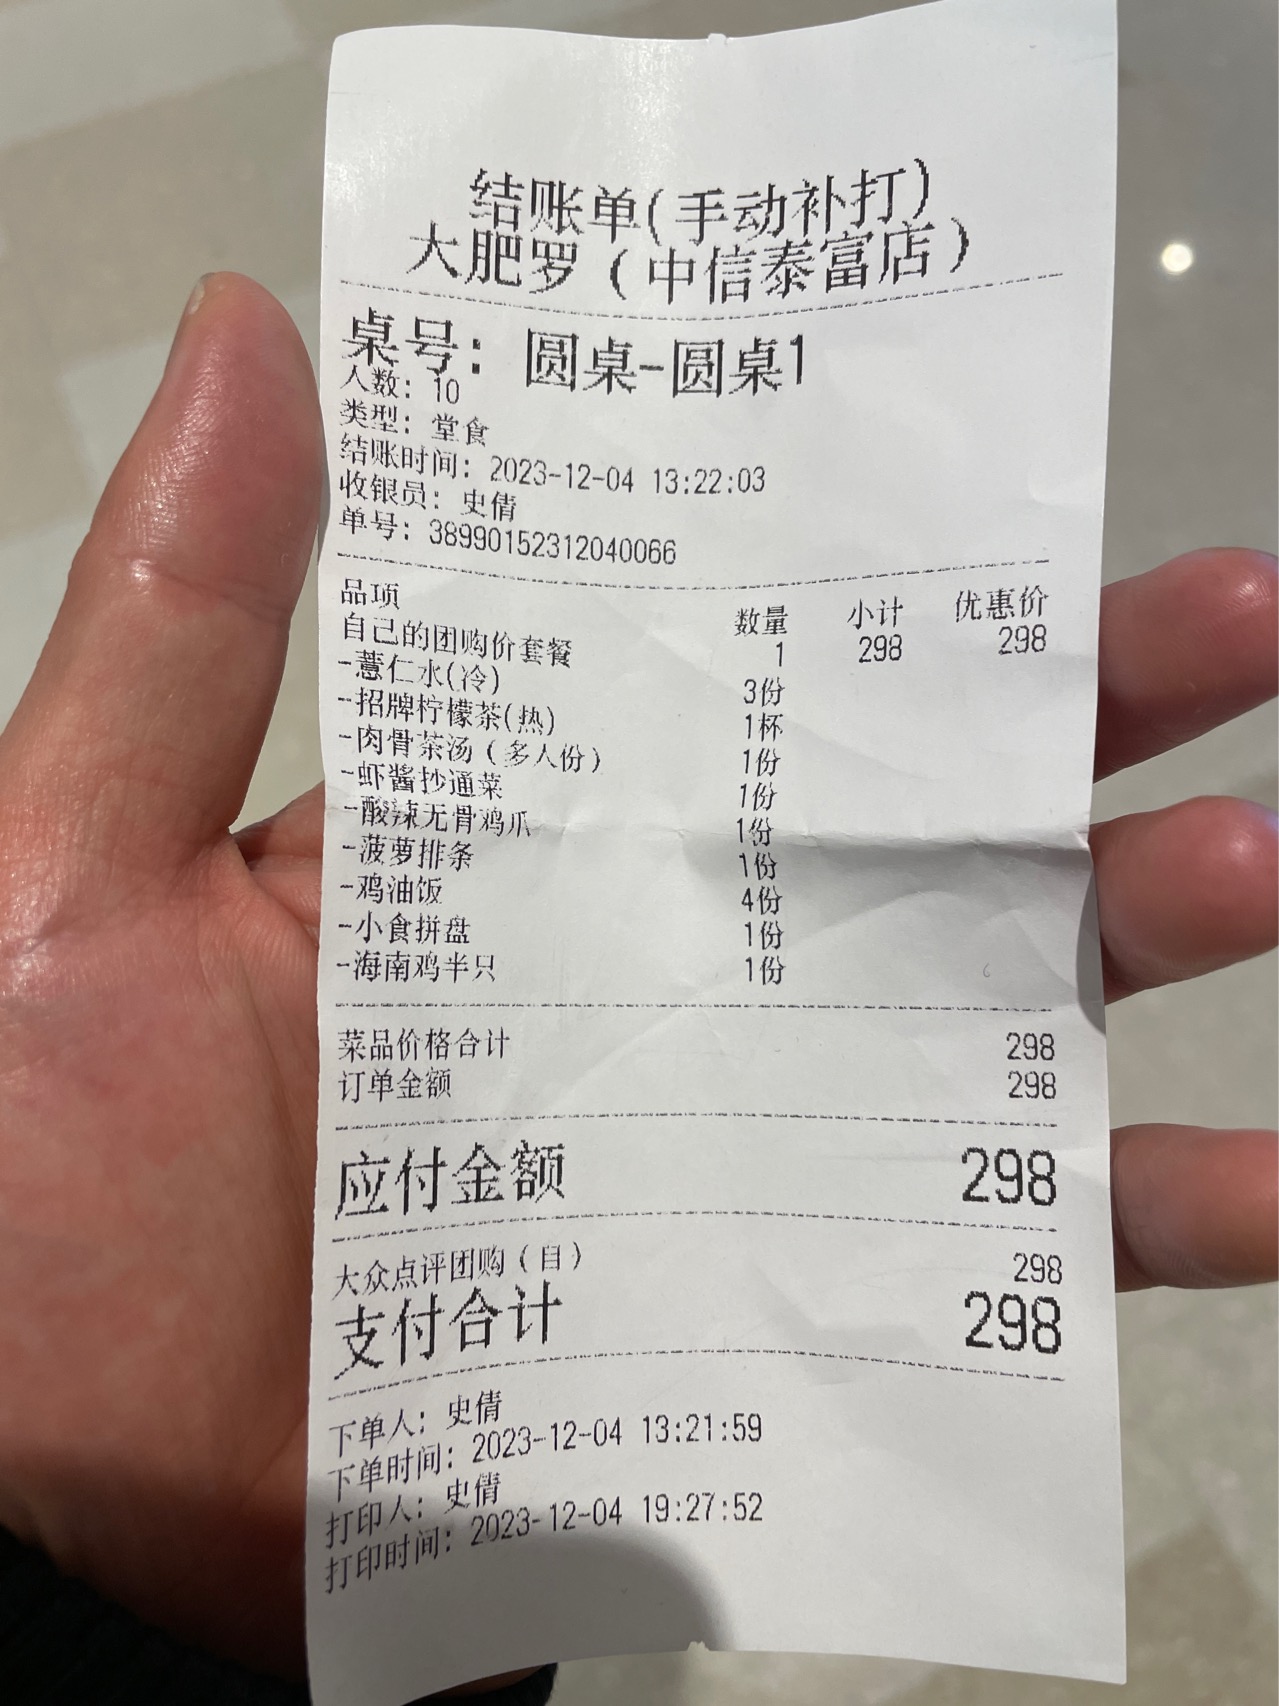 结账单(手动补打)
大肥罗（中信泰富店）
桌号：圆桌-圆桌1
人数：10
类型：堂食
结账时间：2023-12-04 13:22:03
收银员：史倩
单号：38990152312040066
品项 数量 小计 优惠价
自己的团购价套餐 1 298 298
-薏仁水(冷) 3份
-招牌柠檬茶(热) 1杯
-肉骨茶汤（多人份） 1份
-虾酱抄通菜 1份
-酸辣无骨鸡爪 1份
-菠萝排条 1份
-鸡油饭 4份
-小食拼盘 1份
-海南鸡半只 1份
菜品价格合计 298
订单金额 298
应付金额 298
大众点评团购（自） 298
支付合计 298
下单人：史倩
下单时间：2023-12-04 13:21:59
打印人：史倩
打印时间：2023-12-04 19:27:52